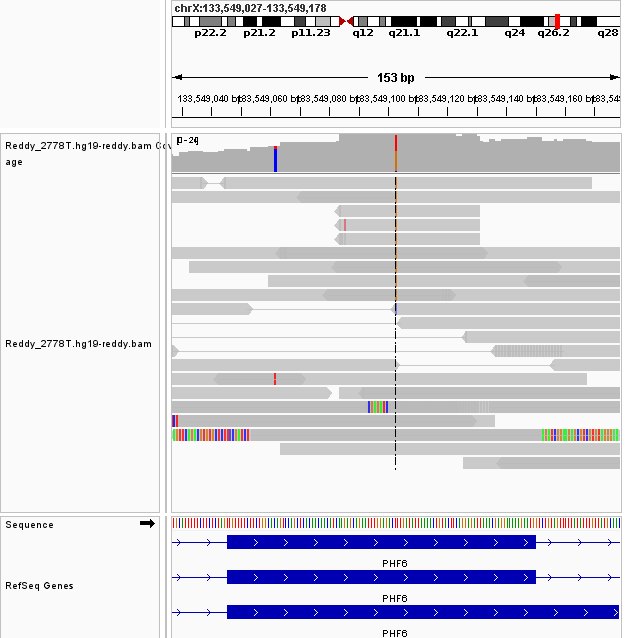 chrX:133,549,027-133,549,178
p22.2 p21.2 p11.23 q12 q21.1 q22.1 q24 q26.2 q28
153 bp
133,549,040 bp 133,549,060 bp 133,549,080 bp 133,549,100 bp 133,549,120 bp 133,549,140 bp 133,549,160 bp 133,549
Reddy_2778T.hg19-reddy.bam Cov
age
Reddy_2778T.hg19-reddy.bam
Sequence
PHF6
RefSeq Genes
PHF6
PHF6